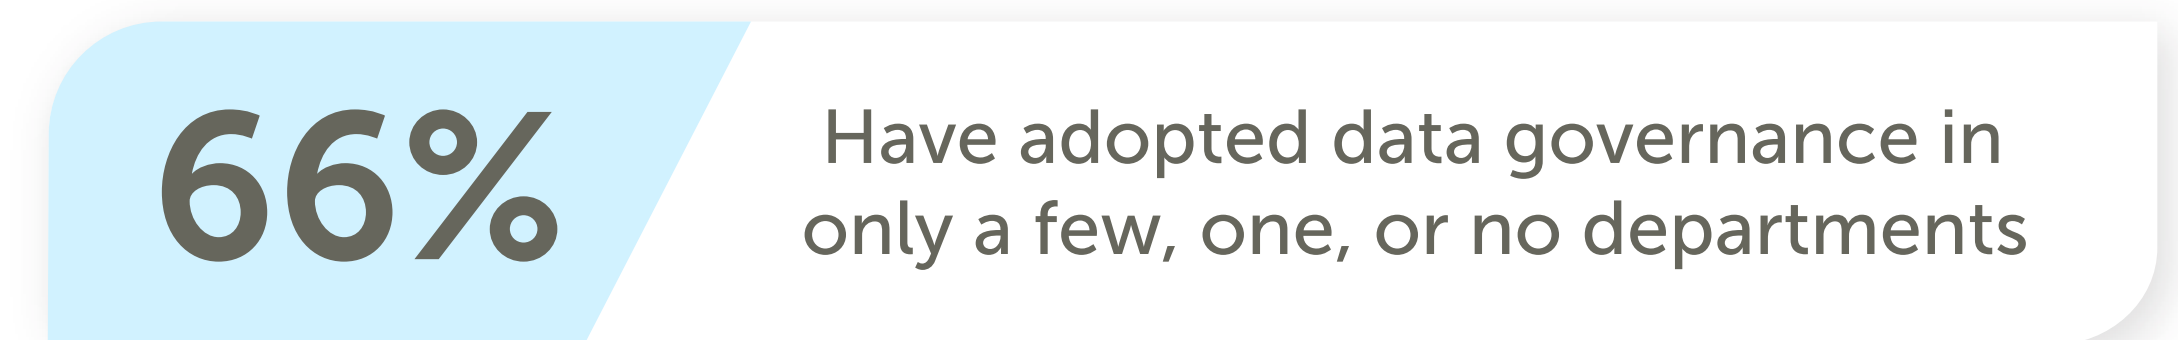 66%
Have adopted data governance in
only a few, one, or no departments